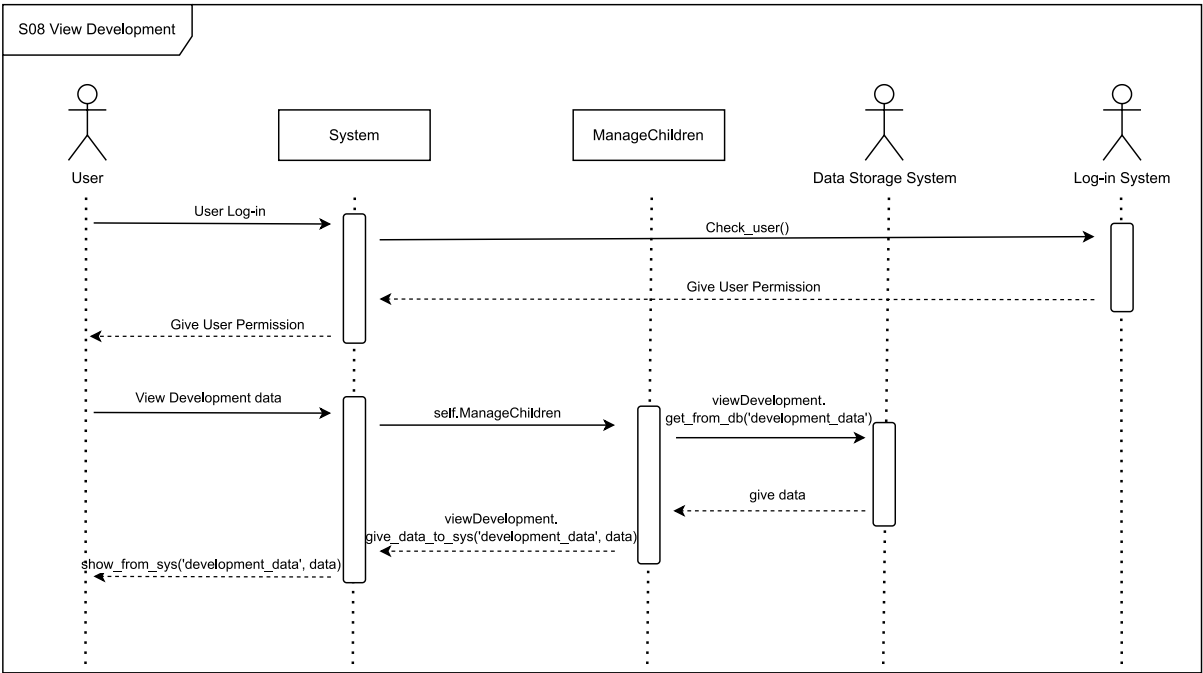 S08 View Development
System
ManageChildren
User
Data Storage System
Log-in System
User Log-in
Check_user()
Give User Permission
Give User Permission
View Development data
self.ManageChildren
viewDevelopment.
get_from_db('development_data')
give data
viewDevelopment.
give_data_to_sys('development_data', data)
show_from_sys('development_data', data)